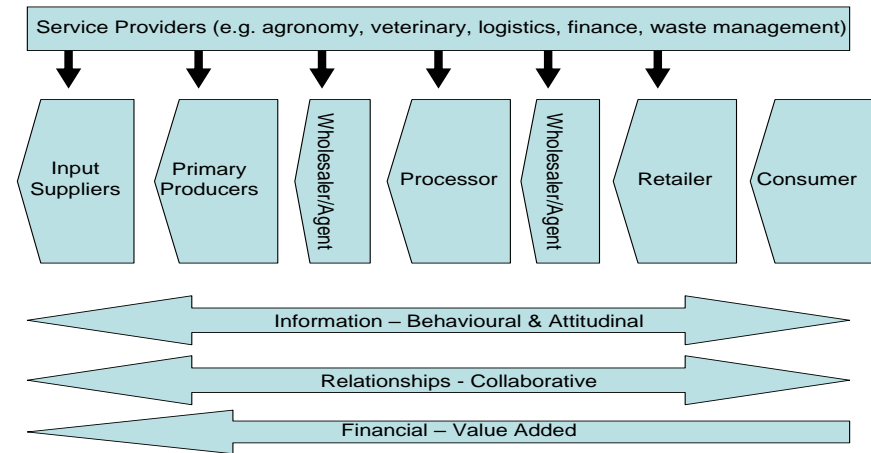 Service Providers (e.g. agronomy, veterinary, logistics, finance, waste management)
Input
Suppliers
Primary
Producers
Wholesaler/Agent
Processor
Wholesaler/Agent
Retailer
Consumer
Information – Behavioural & Attitudinal
Relationships - Collaborative
Financial – Value Added